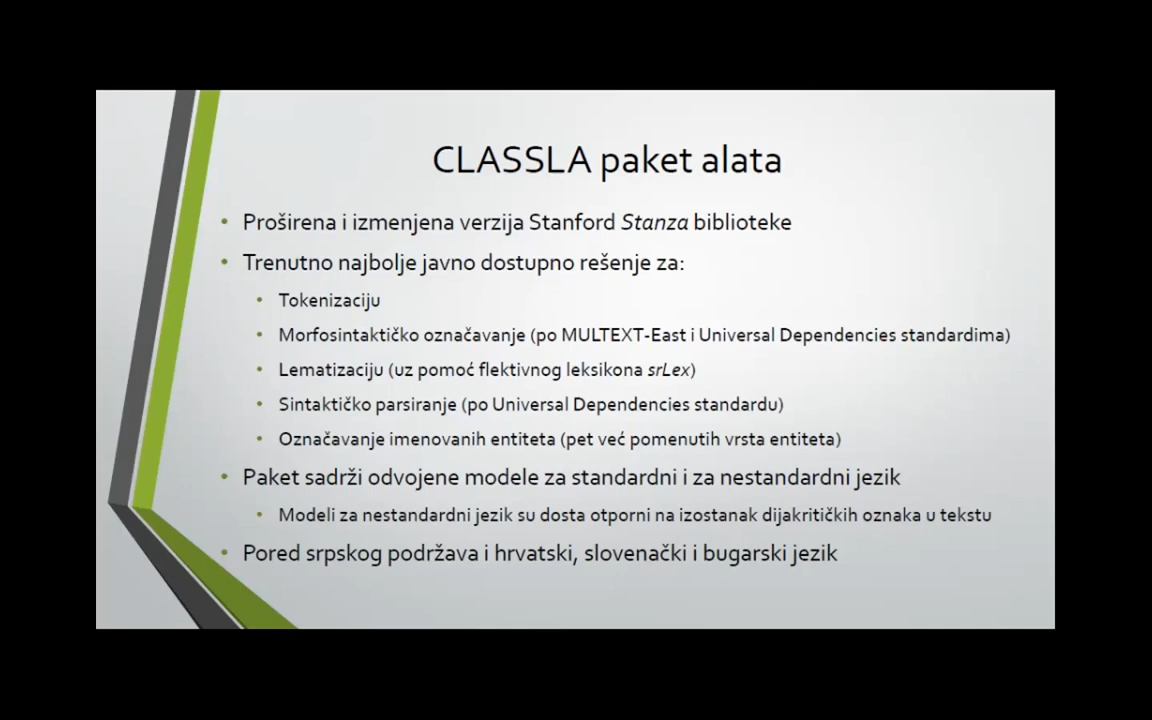 CLASSLA paket alata
• Proširena i izmenjena verzija Stanford Stanza biblioteke
• Trenutno najbolje javno dostupno rešenje za:
• Tokenizaciju
• Morfosintaktičko označavanje (po MULTEXT-East i Universal Dependencies standardima)
• Lematizaciju (uz pomoć flektivnog leksikona srLex)
• Sintaktičko parsiranje (po Universal Dependencies standardu)
• Označavanje imenovanih entiteta (pet već pomenutih vrsta entiteta)
• Paket sadrži odvojene modele za standardni i za nestandardni jezik
• Modeli za nestandardni jezik su dosta otporni na izostanak dijakritičkih oznaka u tekstu
• Pored srpskog podržava i hrvatski, slovenački i bugarski jezik